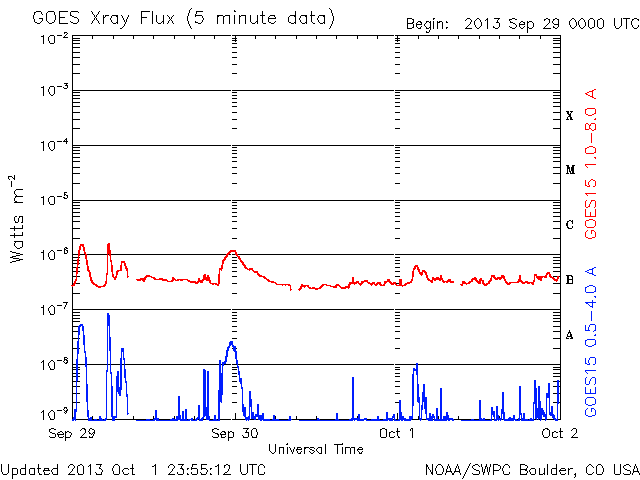 GOES Xray Flux (5 minute data)
Begin: 2013 Sep 29 0000 UTC
10^-2
10^-3
10^-4
10^-5
10^-6
10^-7
10^-8
10^-9
Watts m^-2
X
M
C
B
A
GOES15 1.0-8.0 A
GOES15 0.5-4.0 A
Sep 29
Sep 30
Oct 1
Oct 2
Universal Time
Updated 2013 Oct 1 23:55:12 UTC
NOAA/SWPC Boulder, CO USA